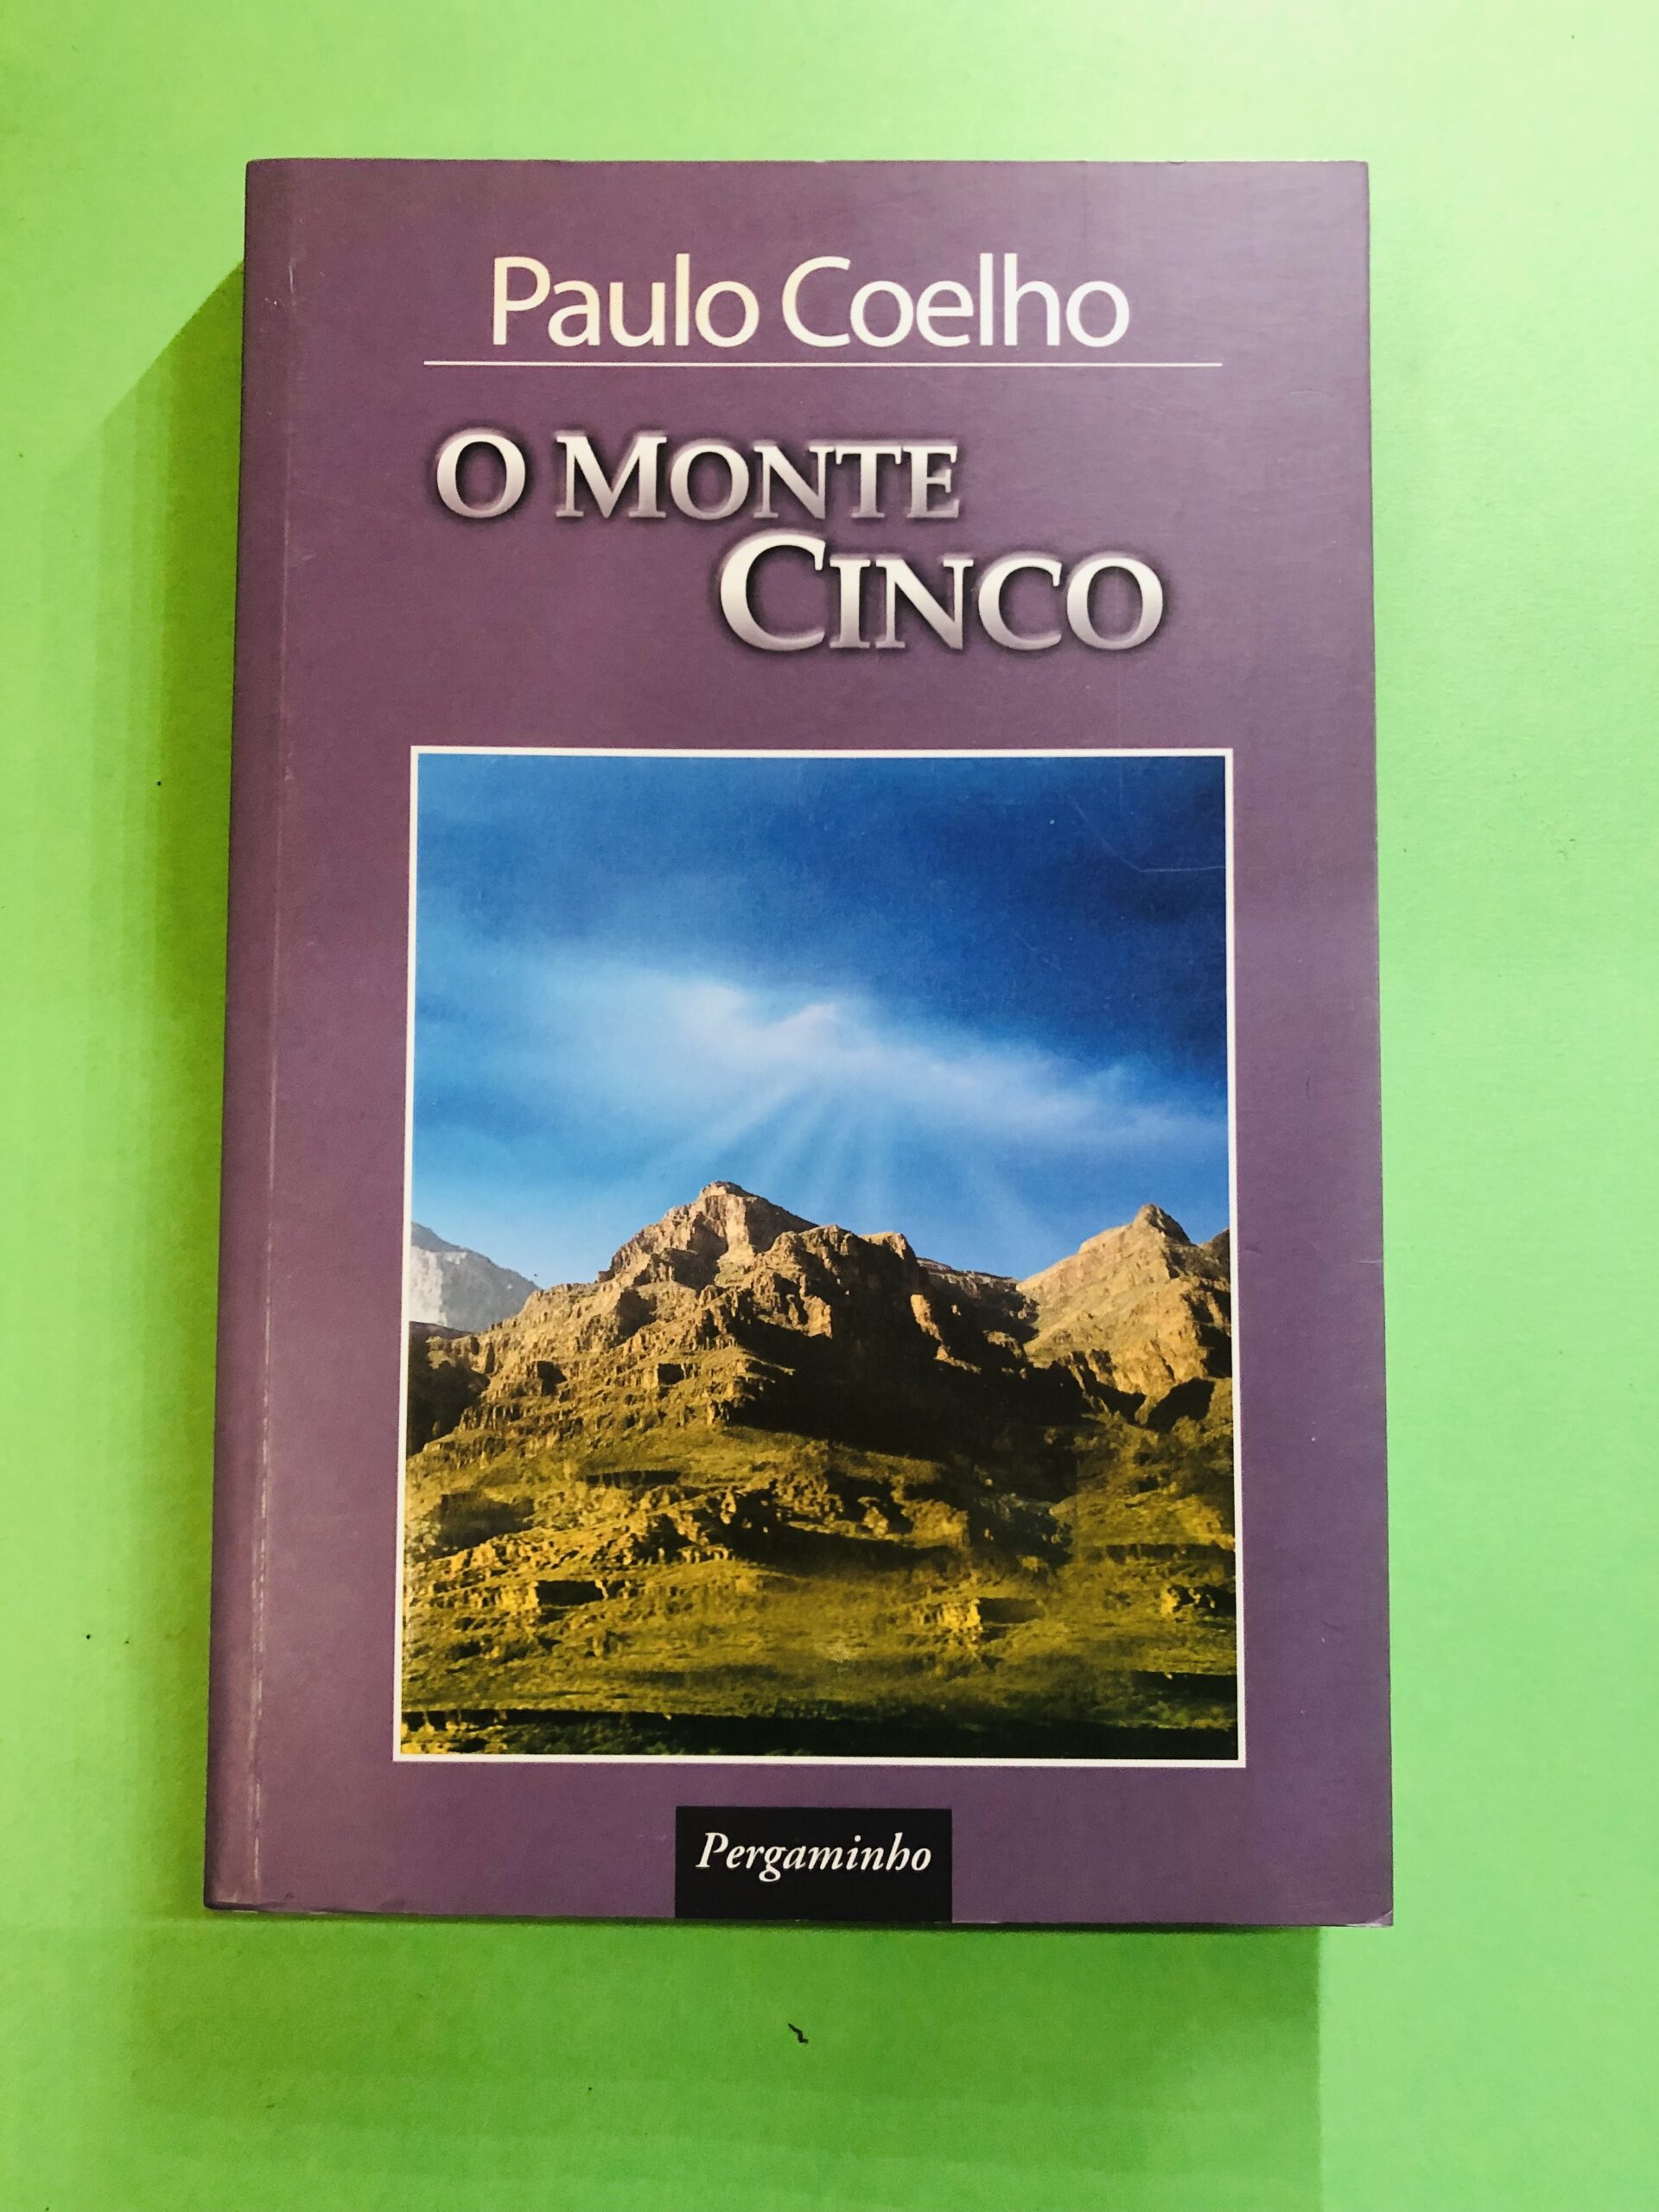 Paulo Coelho
O MONTE
CINCO
Pergaminho